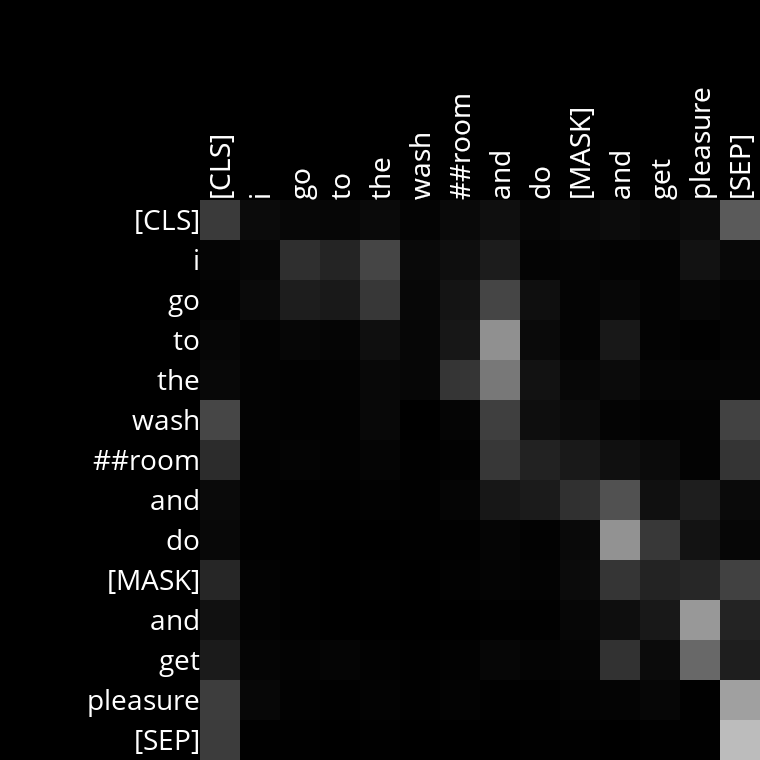 [CLS] i go to the wash ##room and do [MASK] and get pleasure [SEP]
[CLS]
i
go
to
the
wash
##room
and
do
[MASK]
and
get
pleasure
[SEP]